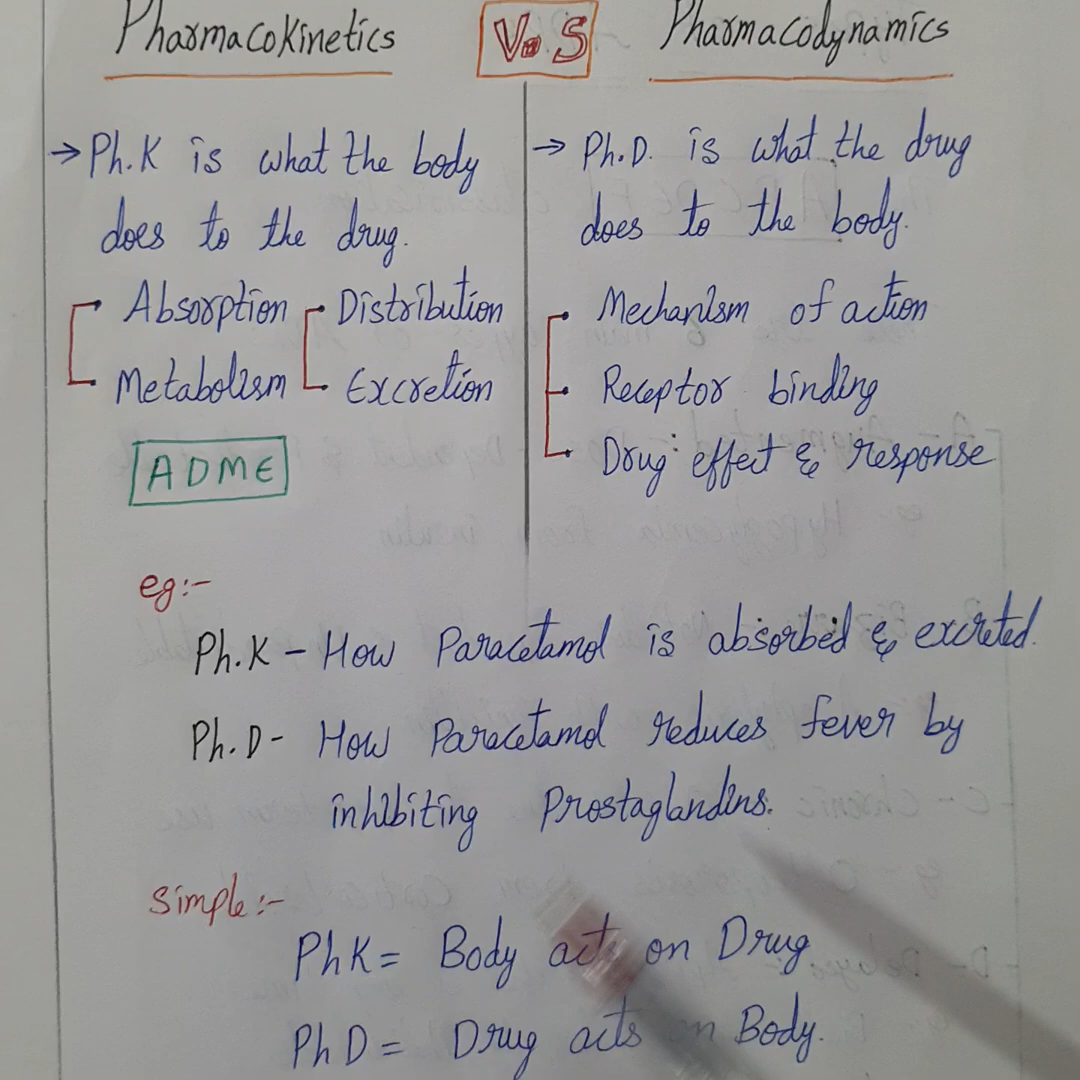 Pharmacokinetics
Vs S
Pharmacodynamics
→ Ph.K is what the body
does to the drug.
Absorption
Distribution
Metabolism
Excretion
ADME
→ Ph.D. is what the drug
does to the body.
Mechanism of action
Receptor binding
Drug effect & response
eg:-
Ph.K - How Paracetamol is absorbed & excreted.
Ph.D - How Paracetamol reduces fever by
inhibiting Prostaglandins.
Simple:-
PhK = Body acts on Drug
PhD = Drug acts on Body.